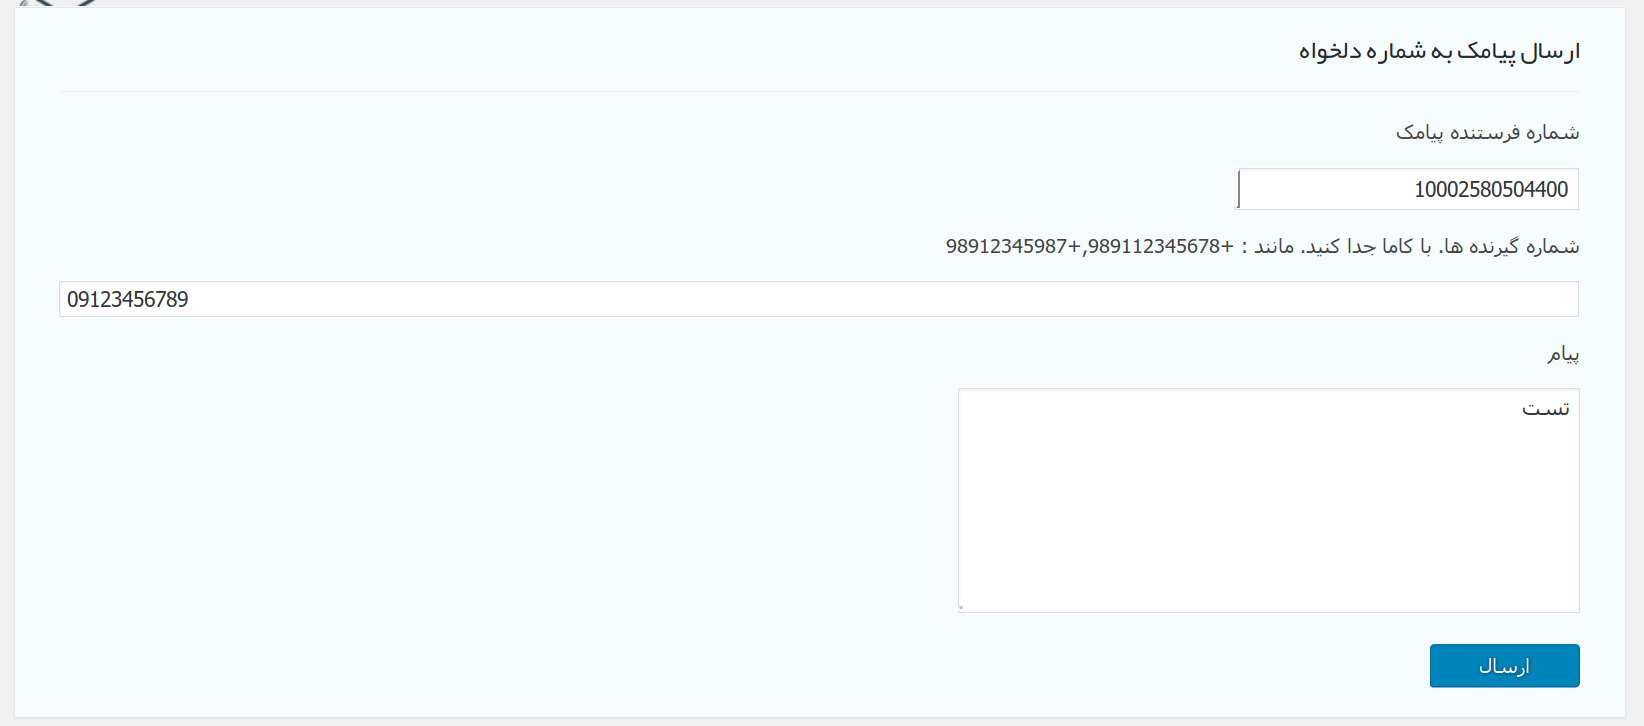 ارسال پیامک به شماره دلخواه
شماره فرستنده پیامک
10002580504400
شماره گیرنده ها. با کاما جدا کنید. مانند : +989112345678,+98912345987
09123456789
پیام
تست
ارسال